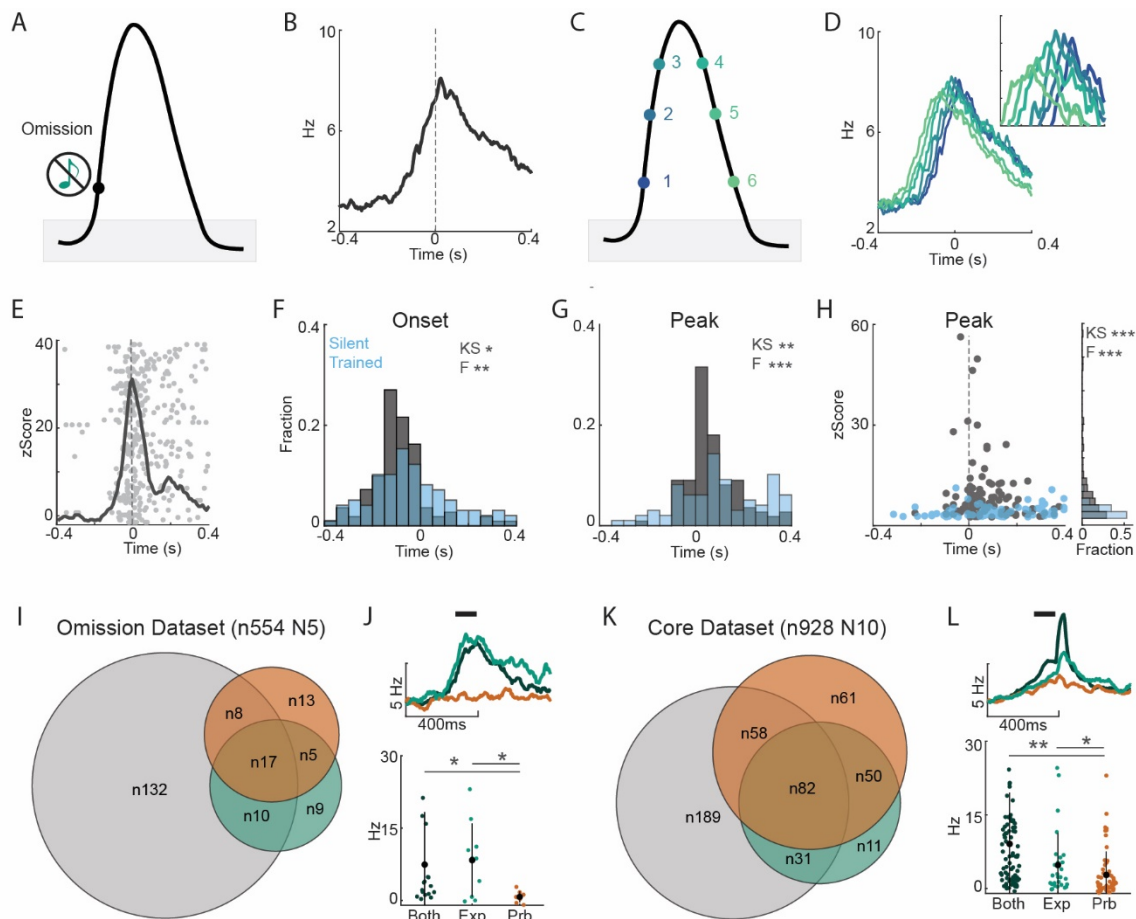 A
Omission
B
10
6
2
Hz
-0.4
0
0.4
Time (s)
C
3
4
2
5
1
6
D
10
6
2
Hz
-0.4
0
0.4
Time (s)
E
40
20
0
zScore
-0.4
0
0.4
Time (s)
F
Onset
0.4
0.2
0
Fraction
Silent
Trained
KS *
F **
-0.4
0
0.4
Time (s)
G
Peak
0.4
0.2
0
KS **
F ***
-0.4
0
0.4
Time (s)
H
Peak
60
30
0
zScore
-0.4
0
0.4
Time (s)
KS ***
F ***
0
0.5
Fraction
I
Omission Dataset (n554 N5)
n13
n8
n17
n5
n132
n10
n9
J
5 Hz
400ms
30
15
0
Hz
*
*
Both
Exp
Prb
K
Core Dataset (n928 N10)
n61
n58
n82
n50
n189
n31
n11
L
5 Hz
400ms
30
15
0
Hz
**
*
Both
Exp
Prb